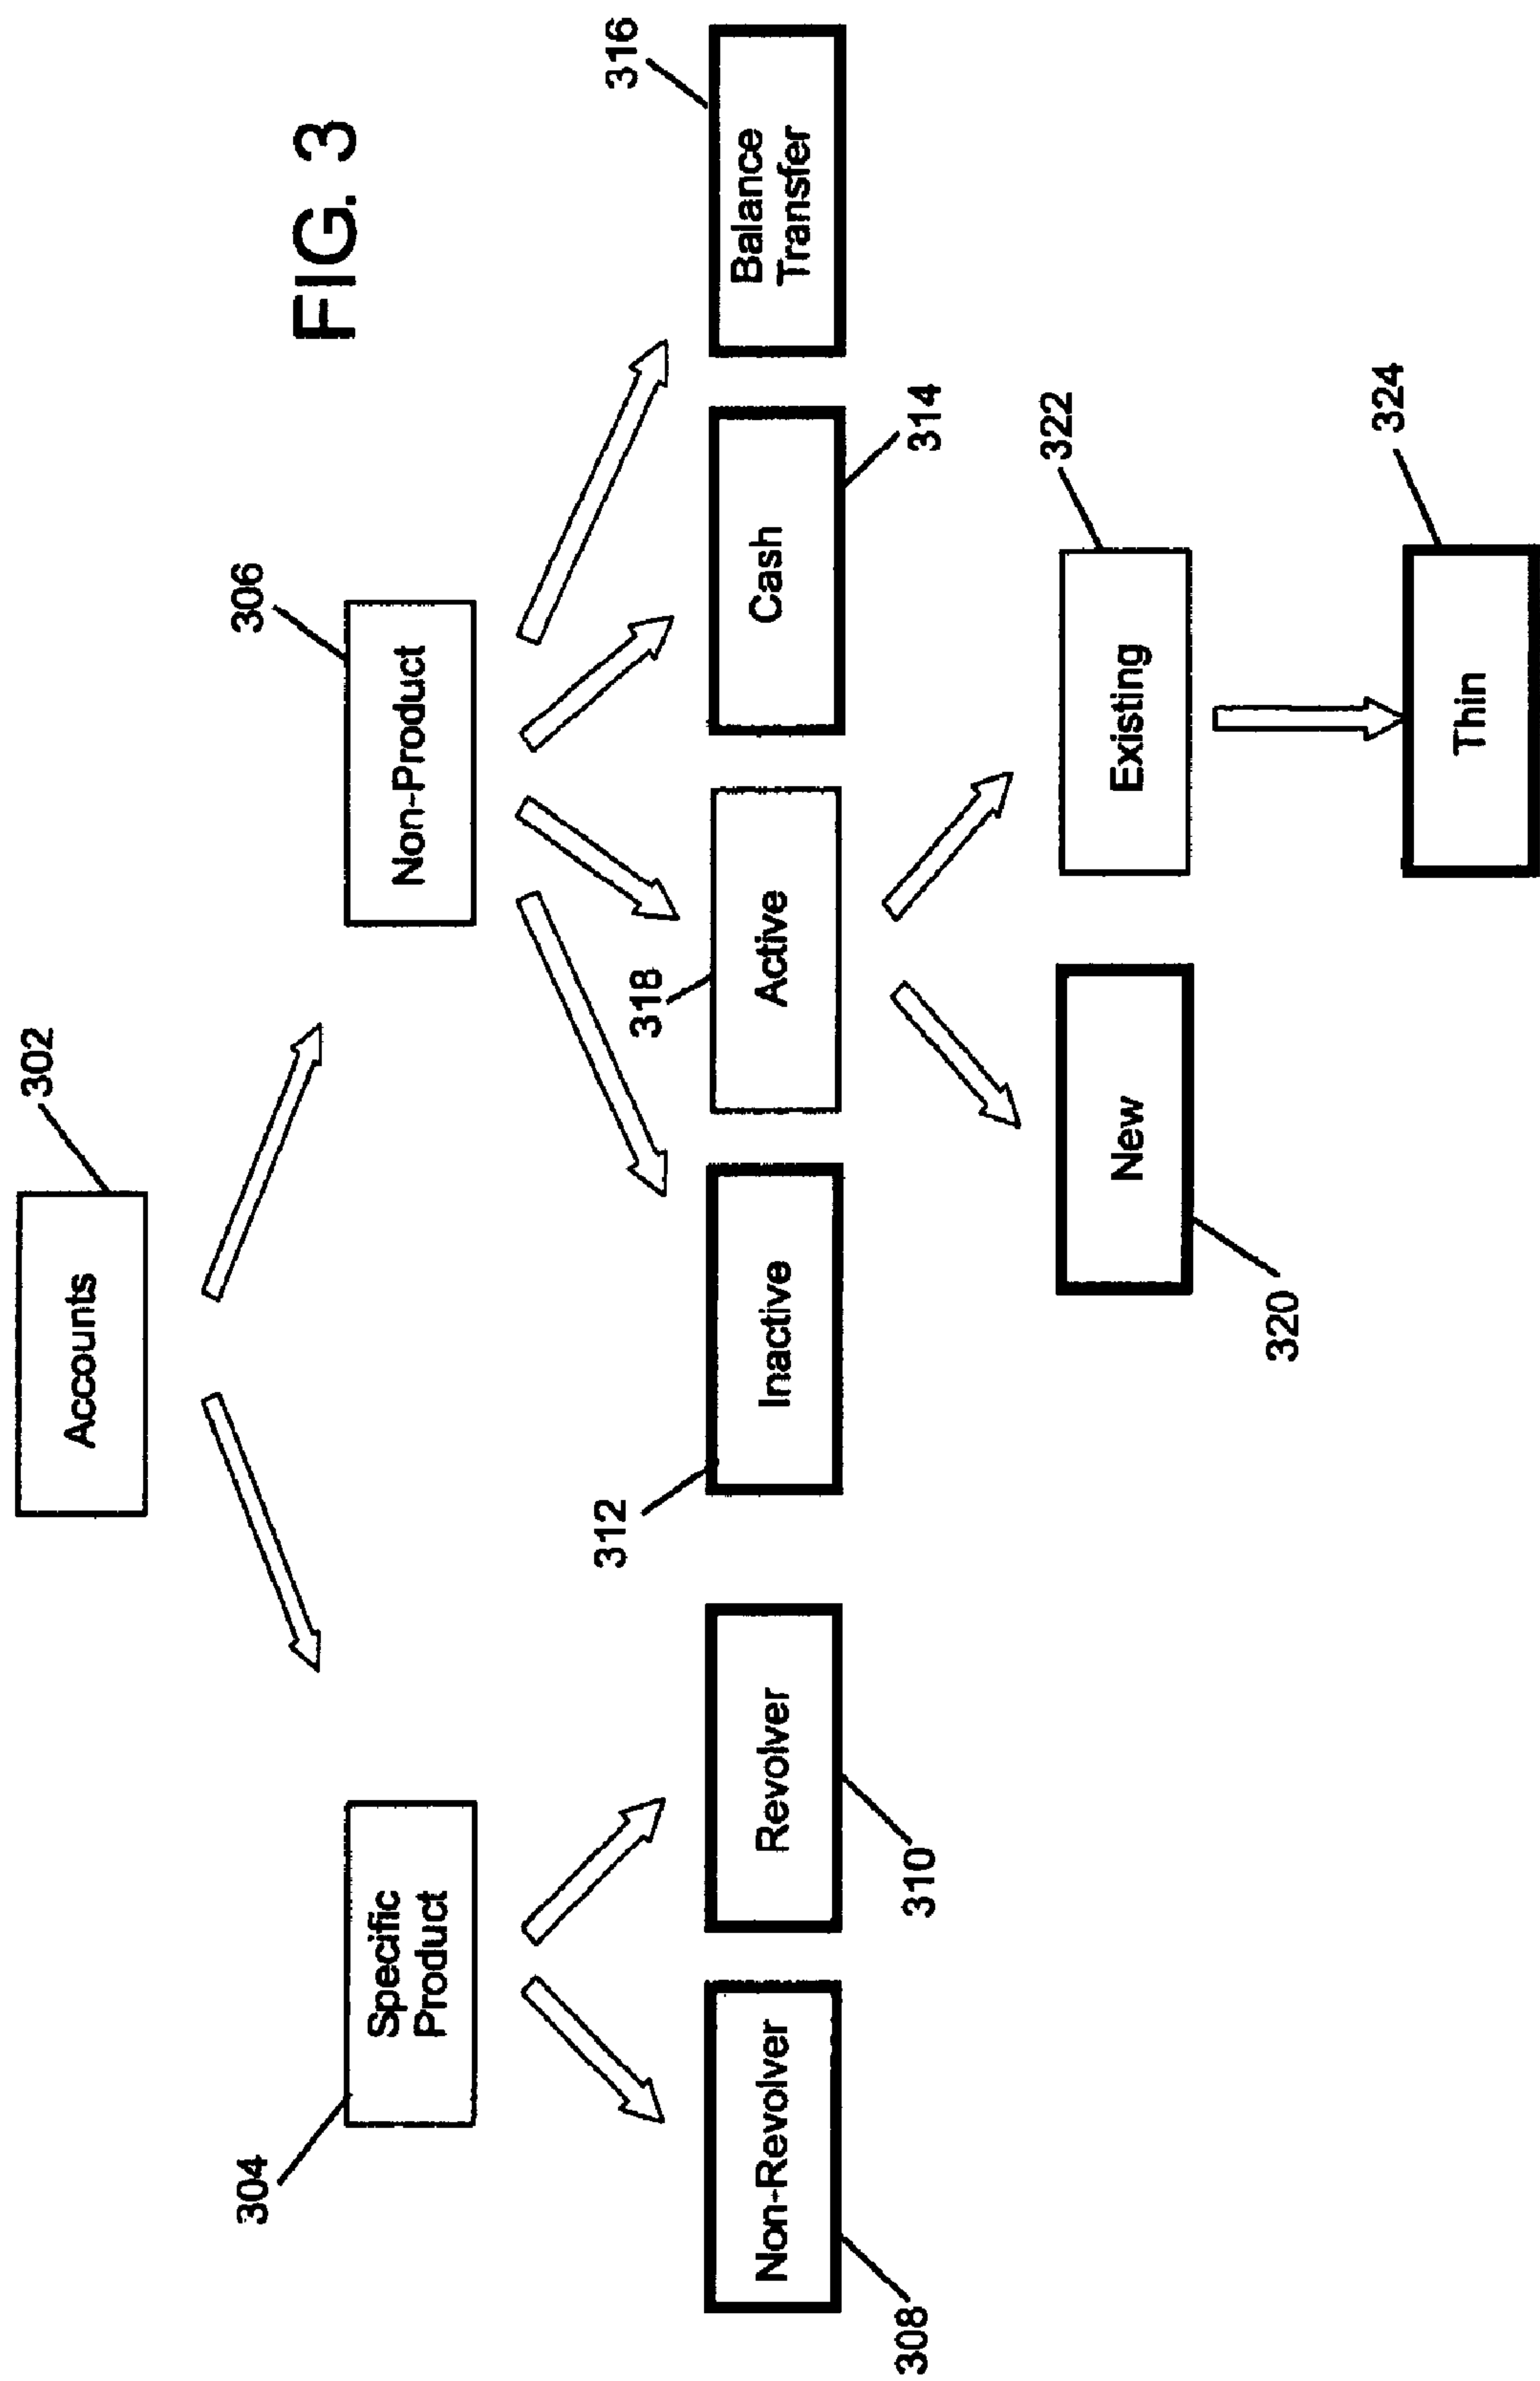 FIG. 3
302
Accounts
304
Specific
Product
306
Non-Product
308
Non-Revolver
310
Revolver
312
Inactive
318
Active
314
Cash
316
Balance
Transfer
320
New
322
Existing
324
Thin